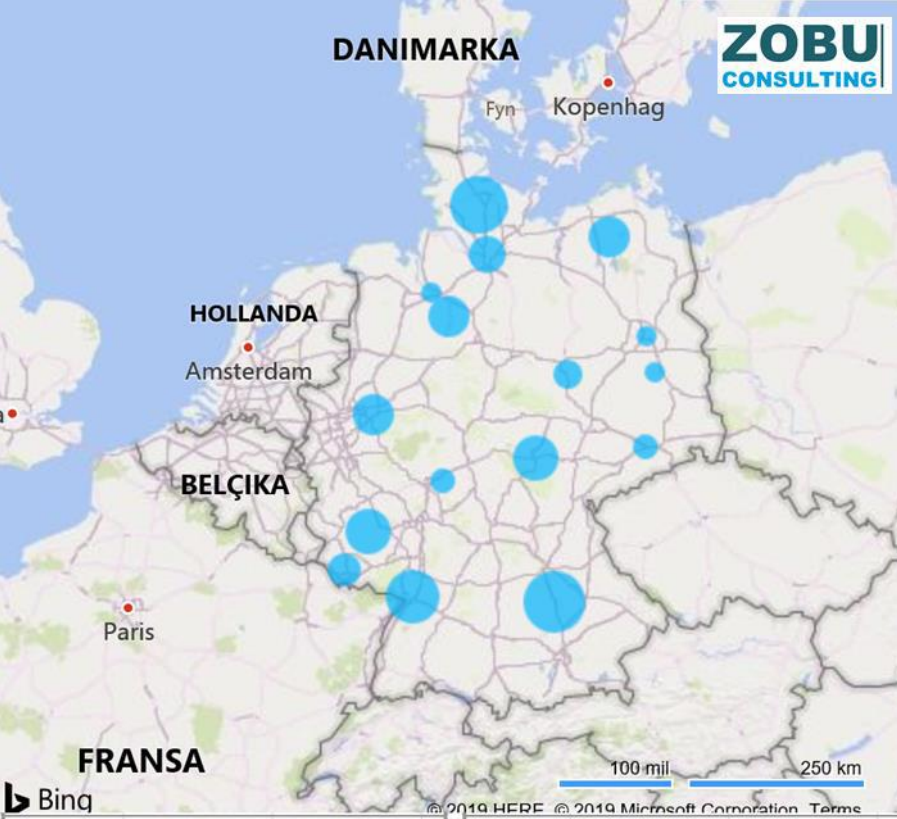 DANIMARKA
ZOBU
CONSULTING
Fyn
Kopenhag
HOLLANDA
Amsterdam
BELÇIKA
Paris
FRANSA
100 mil
250 km
Bing
© 2019 HERE, © 2019 Microsoft Corporation Terms